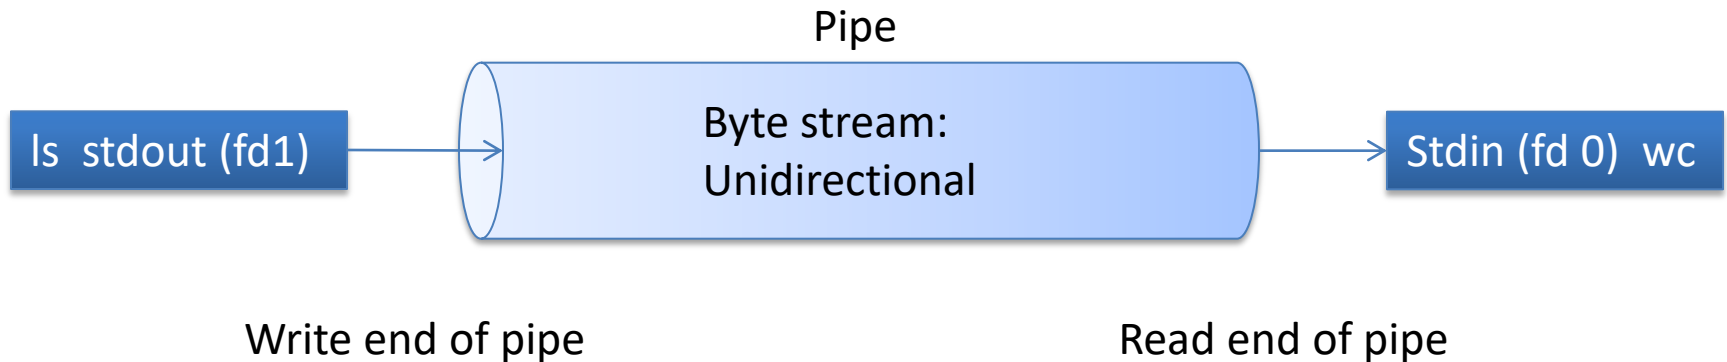 Pipe
ls  stdout (fd1)
Byte stream:
Unidirectional
Stdin (fd 0)  wc
Write end of pipe
Read end of pipe